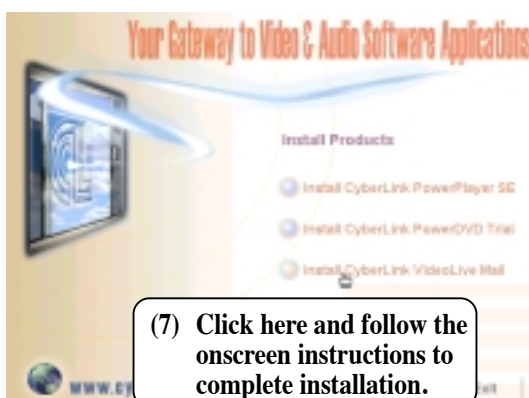 Your Gateway to Video & Audio Software Applications
Install Products
Install CyberLink PowerPlayer SE
Install CyberLink PowerDVD Trial
Install CyberLink VideoLive Mail
(7) Click here and follow the
onscreen instructions to
complete installation.
www.cy